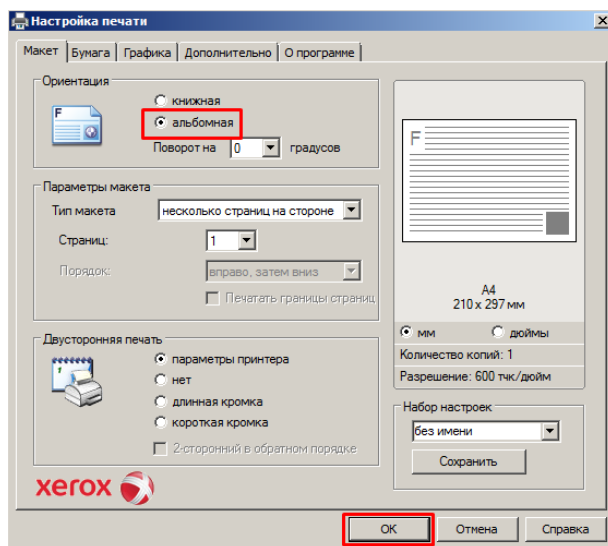 Настройка печати
Макет Бумага Графика Дополнительно О программе
Ориентация
F
книжная
альбомная
Поворот на 0 градусов
Параметры макета
Тип макета несколько страниц на стороне
Страниц: 1
Порядок: вправо, затем вниз
Печатать границы страниц
Двусторонняя печать
1
параметры принтера
нет
длинная кромка
короткая кромка
2-сторонний в обратном порядке
xerox
F
A4
210 x 297 мм
мм дюймы
Количество копий: 1
Разрешение: 600 тчк/дюйм
Набор настроек
без имени
Сохранить
OK Отмена Справка